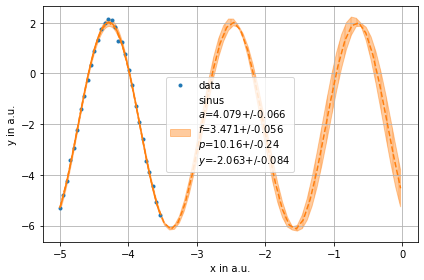 2
0
−2
−4
−6
y in a.u.
data
sinus
a=4.079+/-0.066
f=3.471+/-0.056
p=10.16+/-0.24
y=-2.063+/-0.084
−5 −4 −3 −2 −1 0
x in a.u.